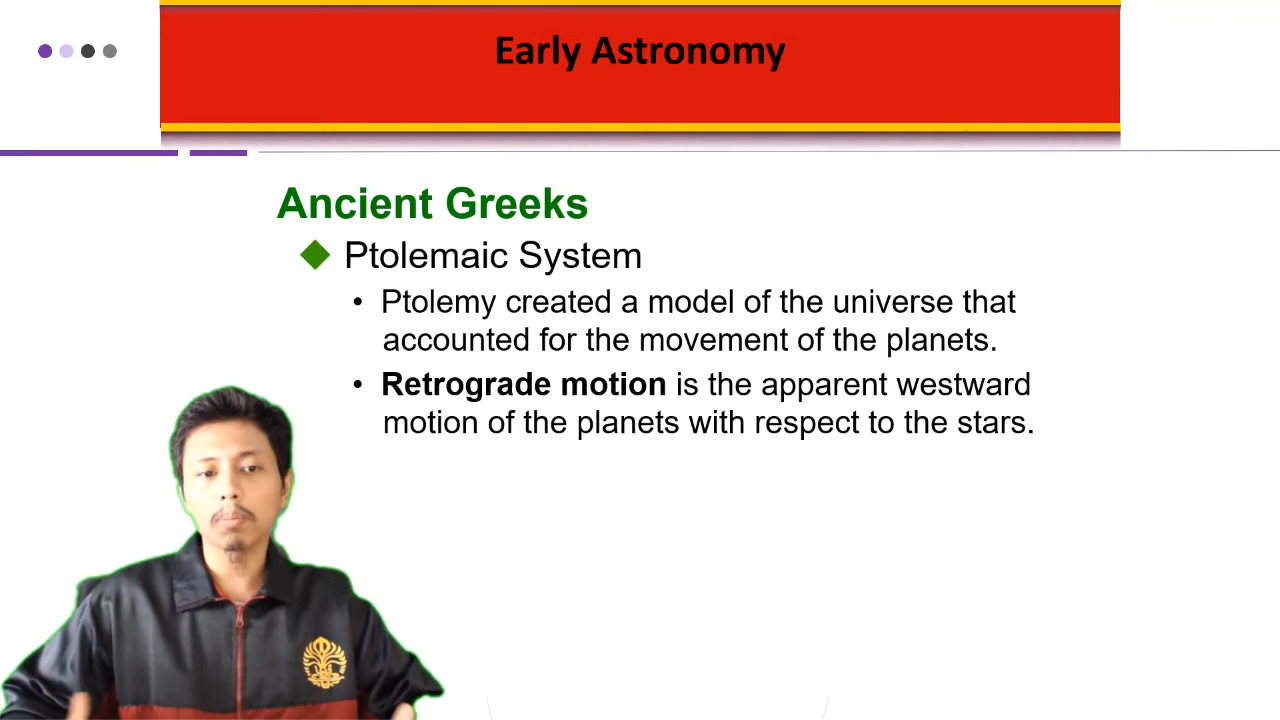 Early Astronomy
Ancient Greeks
Ptolemaic System
• Ptolemy created a model of the universe that
accounted for the movement of the planets.
• Retrograde motion is the apparent westward
motion of the planets with respect to the stars.